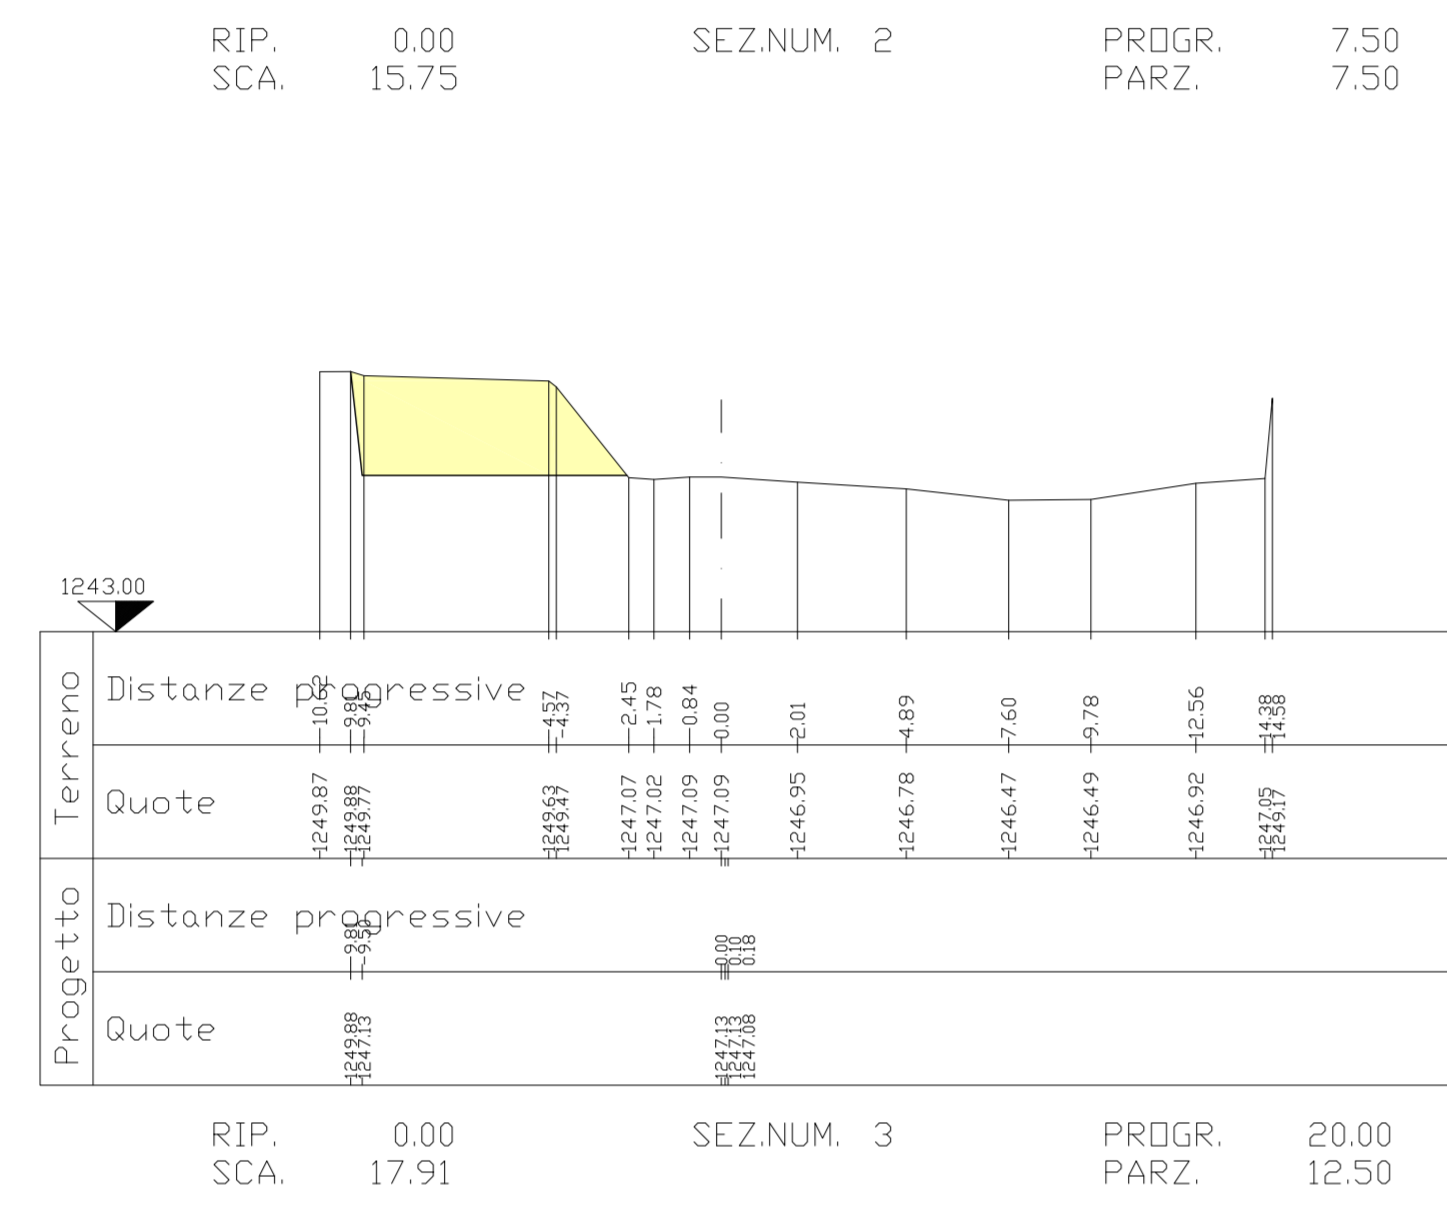 RIP. 0.00 SEZ.NUM. 2 PROGR. 7.50
SCA. 15.75 PARZ. 7.50
1243.00
Terreno
Distanze progressive
-10.62 -9.80 -9.45 -4.57 -4.37 -2.45 -1.78 -0.84 0.00 2.01 4.89 7.60 9.78 12.56 14.38 14.58
Quote
1249.87 1249.88 1249.77 1249.63 1249.47 1247.07 1247.02 1247.09 1247.09 1246.95 1246.78 1246.47 1246.49 1246.92 1247.05 1249.17
Progetto
Distanze progressive
-9.80 -9.50 0.00 0.10 0.18
Quote
1249.88 1247.13 1247.13 1247.13 1247.08
RIP. 0.00 SEZ.NUM. 3 PROGR. 20.00
SCA. 17.91 PARZ. 12.50